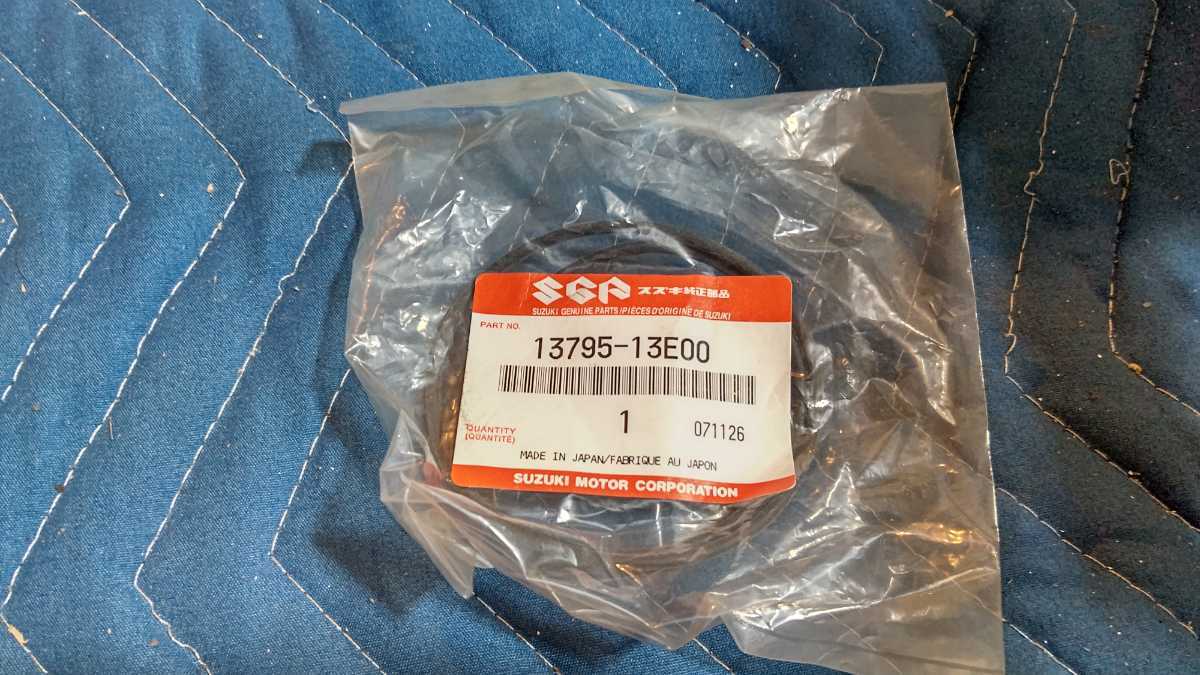 SGP スズキ純正部品
SUZUKI GENUINE PARTS/PIÈCES D'ORIGINE DE SUZUKI
PART NO.
13795-13E00
1
071126
QUANTITY
(QUANTITÉ)
MADE IN JAPAN/FABRIQUE AU JAPON
SUZUKI MOTOR CORPORATION